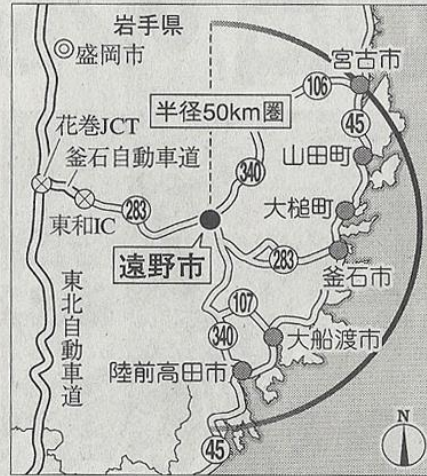 岩手県
盛岡市
宮古市
106
半径50km圏
45
花巻JCT
釜石自動車道
山田町
340
大槌町
東和IC
283
遠野市
283
釜石市
東北自動車道
107
340
大船渡市
陸前高田市
45
N